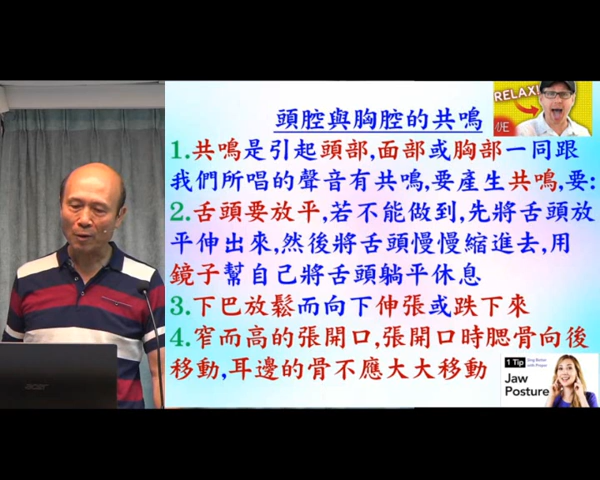 頭腔與胸腔的共鳴
1.共鳴是引起頭部,面部或胸部一同跟
我們所唱的聲音有共鳴,要產生共鳴,要:
2.舌頭要放平,若不能做到,先將舌頭放
平伸出來,然後將舌頭慢慢縮進去,用
鏡子幫自己將舌頭躺平休息
3.下巴放鬆而向下伸張或跌下來
4.窄而高的張開口,張開口時腮骨向後
移動,耳邊的骨不應大大移動
RELAX!
1 Tip
Jaw
Posture
acer